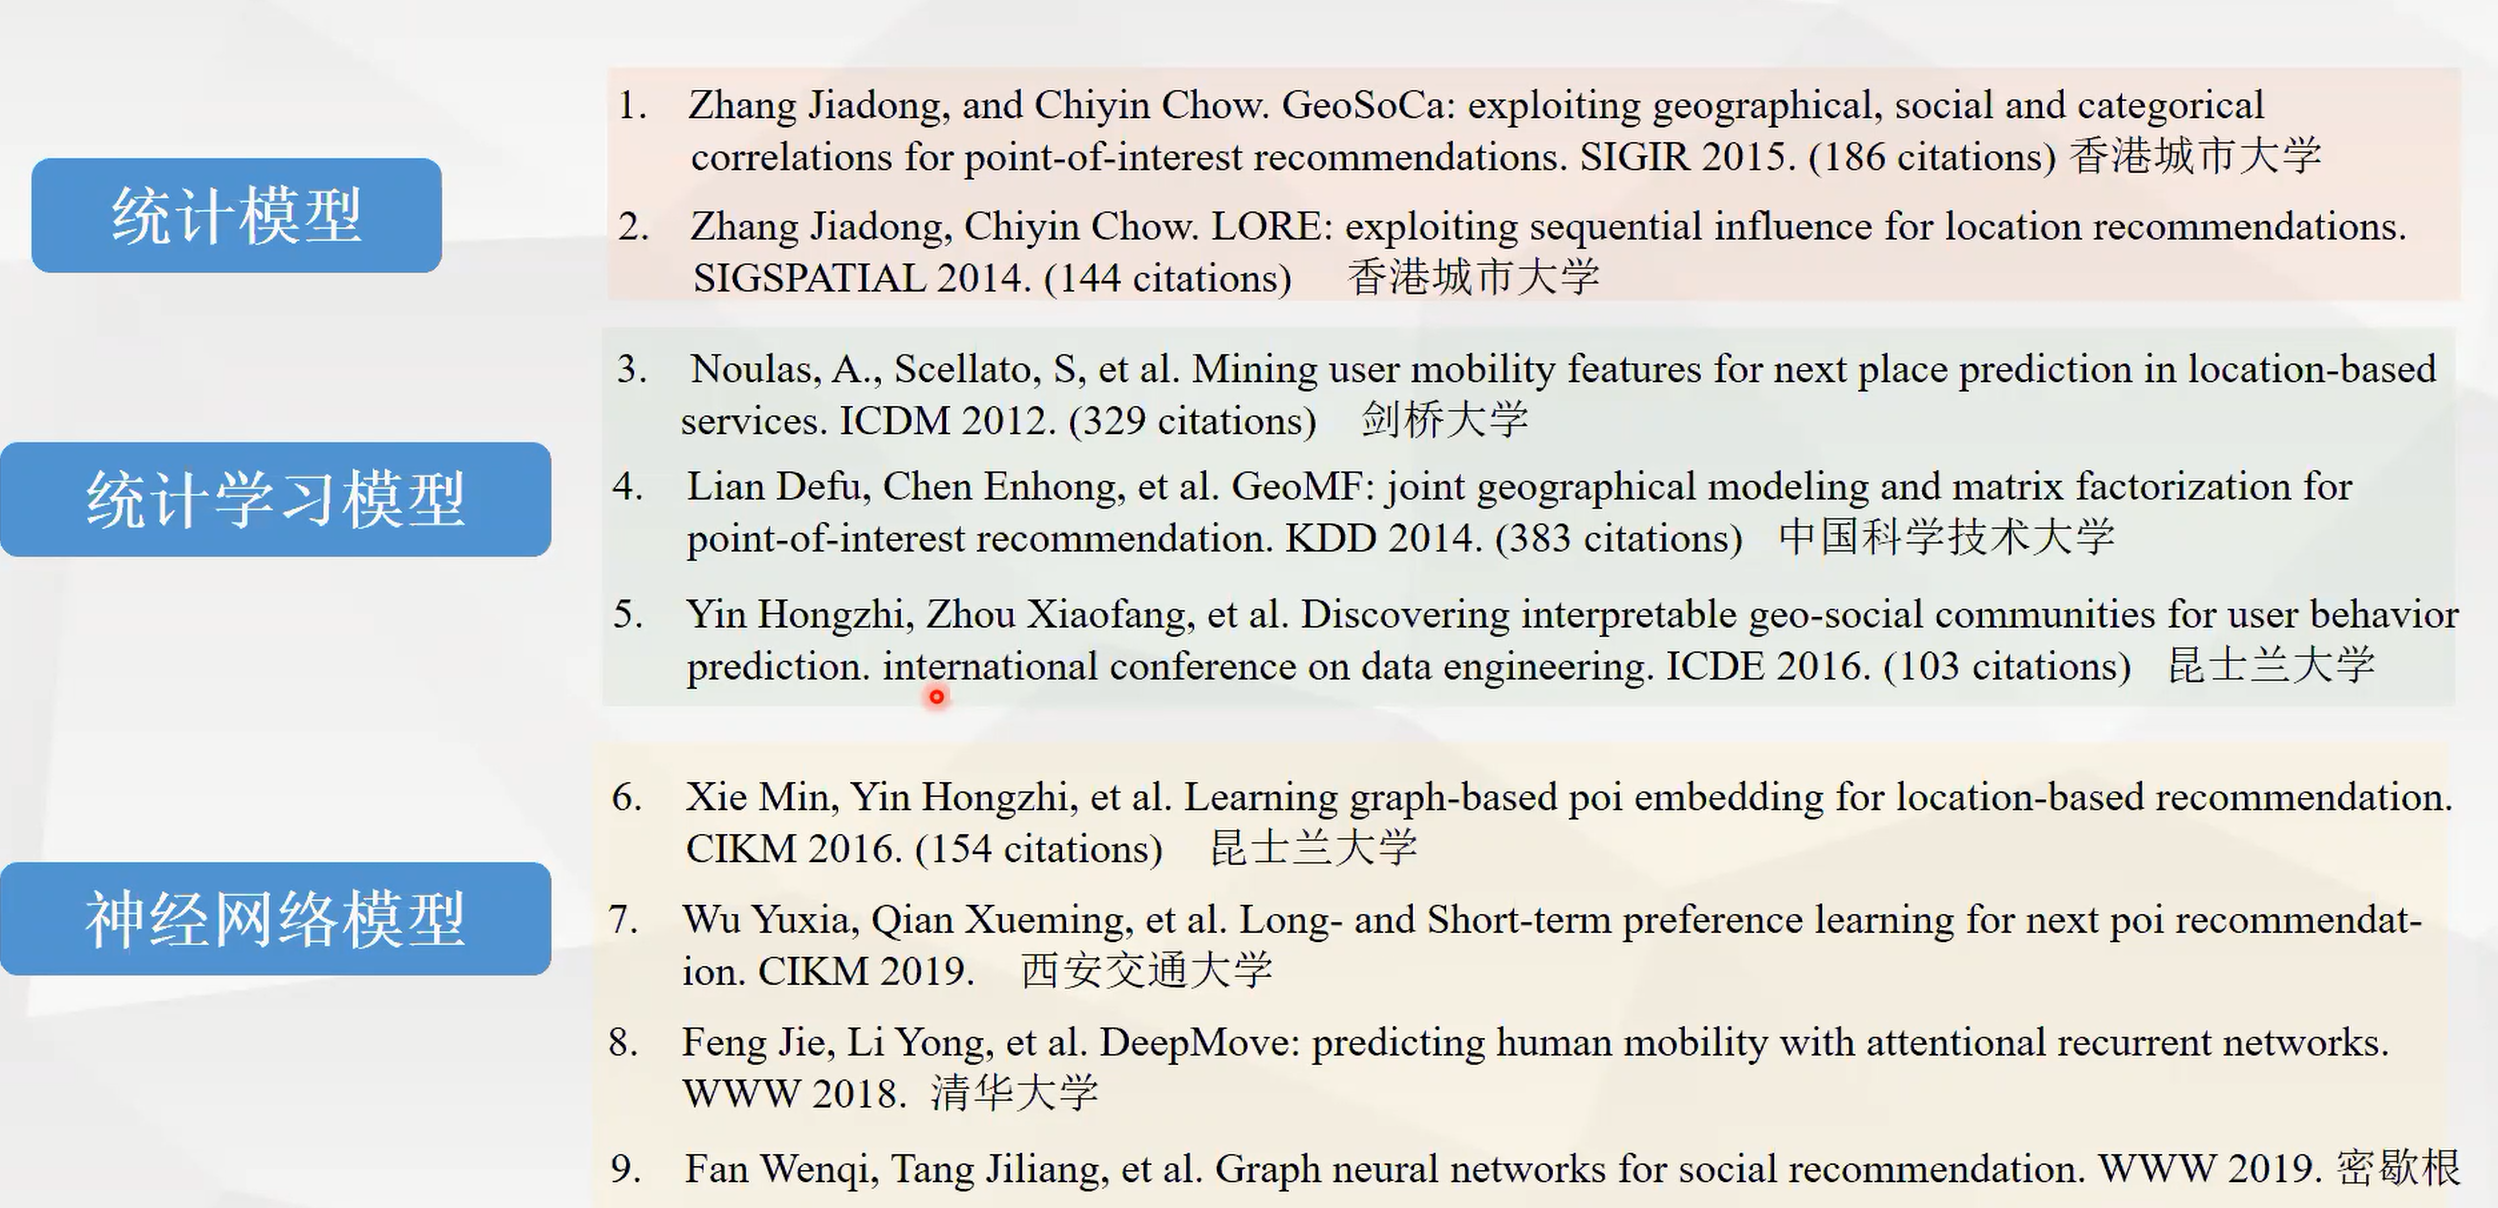 统计模型
1. Zhang Jiadong, and Chiyin Chow. GeoSoCa: exploiting geographical, social and categorical
correlations for point-of-interest recommendations. SIGIR 2015. (186 citations) 香港城市大学
2. Zhang Jiadong, Chiyin Chow. LORE: exploiting sequential influence for location recommendations.
SIGSPATIAL 2014. (144 citations) 香港城市大学
统计学习模型
3. Noulas, A., Scellato, S, et al. Mining user mobility features for next place prediction in location-based
services. ICDM 2012. (329 citations) 剑桥大学
4. Lian Defu, Chen Enhong, et al. GeoMF: joint geographical modeling and matrix factorization for
point-of-interest recommendation. KDD 2014. (383 citations) 中国科学技术大学
5. Yin Hongzhi, Zhou Xiaofang, et al. Discovering interpretable geo-social communities for user behavior
prediction. international conference on data engineering. ICDE 2016. (103 citations) 昆士兰大学
神经网络模型
6. Xie Min, Yin Hongzhi, et al. Learning graph-based poi embedding for location-based recommendation.
CIKM 2016. (154 citations) 昆士兰大学
7. Wu Yuxia, Qian Xueming, et al. Long- and Short-term preference learning for next poi recommendat-
ion. CIKM 2019. 西安交通大学
8. Feng Jie, Li Yong, et al. DeepMove: predicting human mobility with attentional recurrent networks.
WWW 2018. 清华大学
9. Fan Wenqi, Tang Jiliang, et al. Graph neural networks for social recommendation. WWW 2019. 密歇根